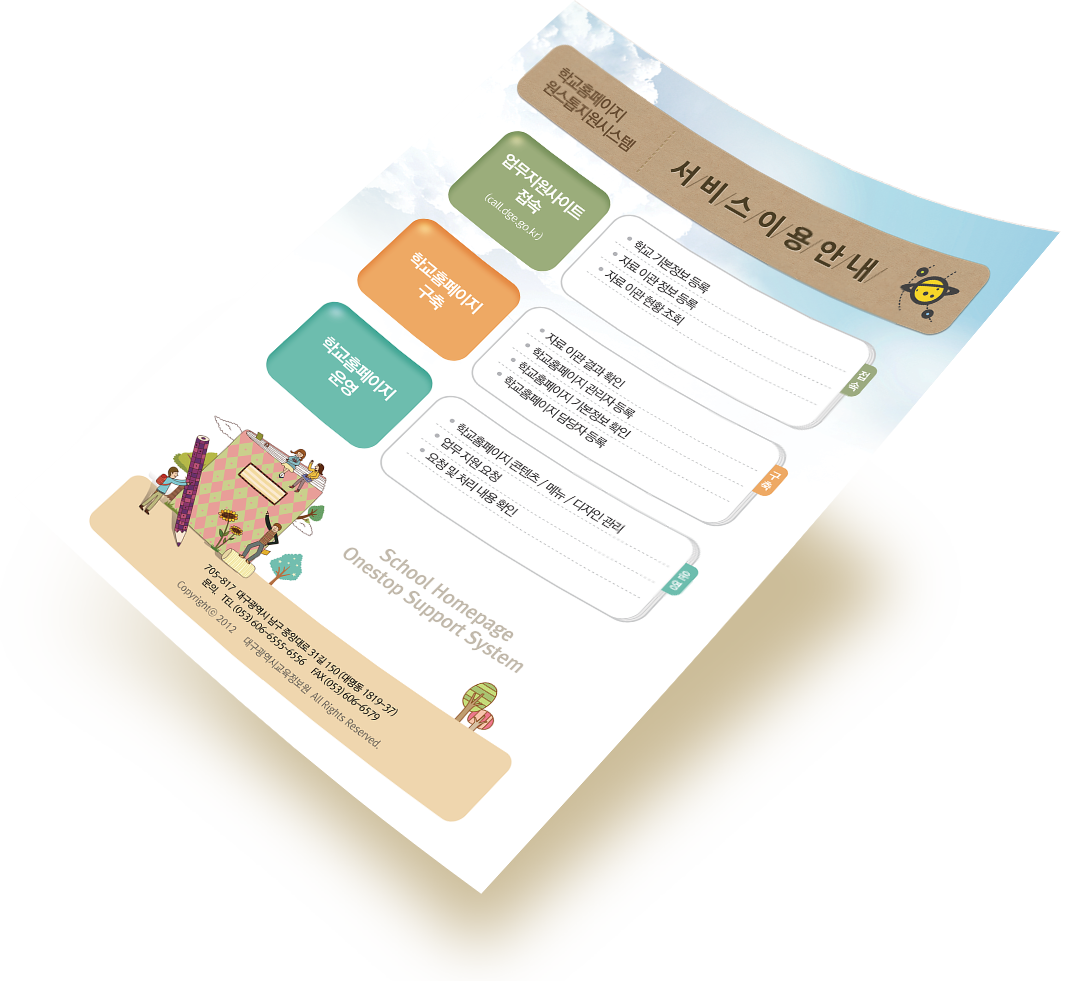 학교홈페이지
원스톱지원시스템
서/비/스/이/용/안/내/
업무지원사이트
접속
(call.dge.go.kr)
학교 기본정보 등록
자료 이관 정보 등록
자료 이관 현황 조회
접속
학교홈페이지
구축
자료 이관 결과 확인
학교홈페이지 관리자 등록
학교홈페이지 기본정보 확인
학교홈페이지 담당자 등록
구축
학교홈페이지
운영
학교홈페이지 콘텐츠 / 메뉴 / 디자인 관리
업무 지원 요청
요청 및 처리 내용 확인
운영
School Homepage
Onestop Support System
705-817 대구광역시 남구 중앙대로 31길 150 (대명동 1819-37)
문의. TEL (053) 606-6555~6556 FAX (053) 606-6579
Copyright© 2012 대구광역시교육정보원 All Rights Reserved.